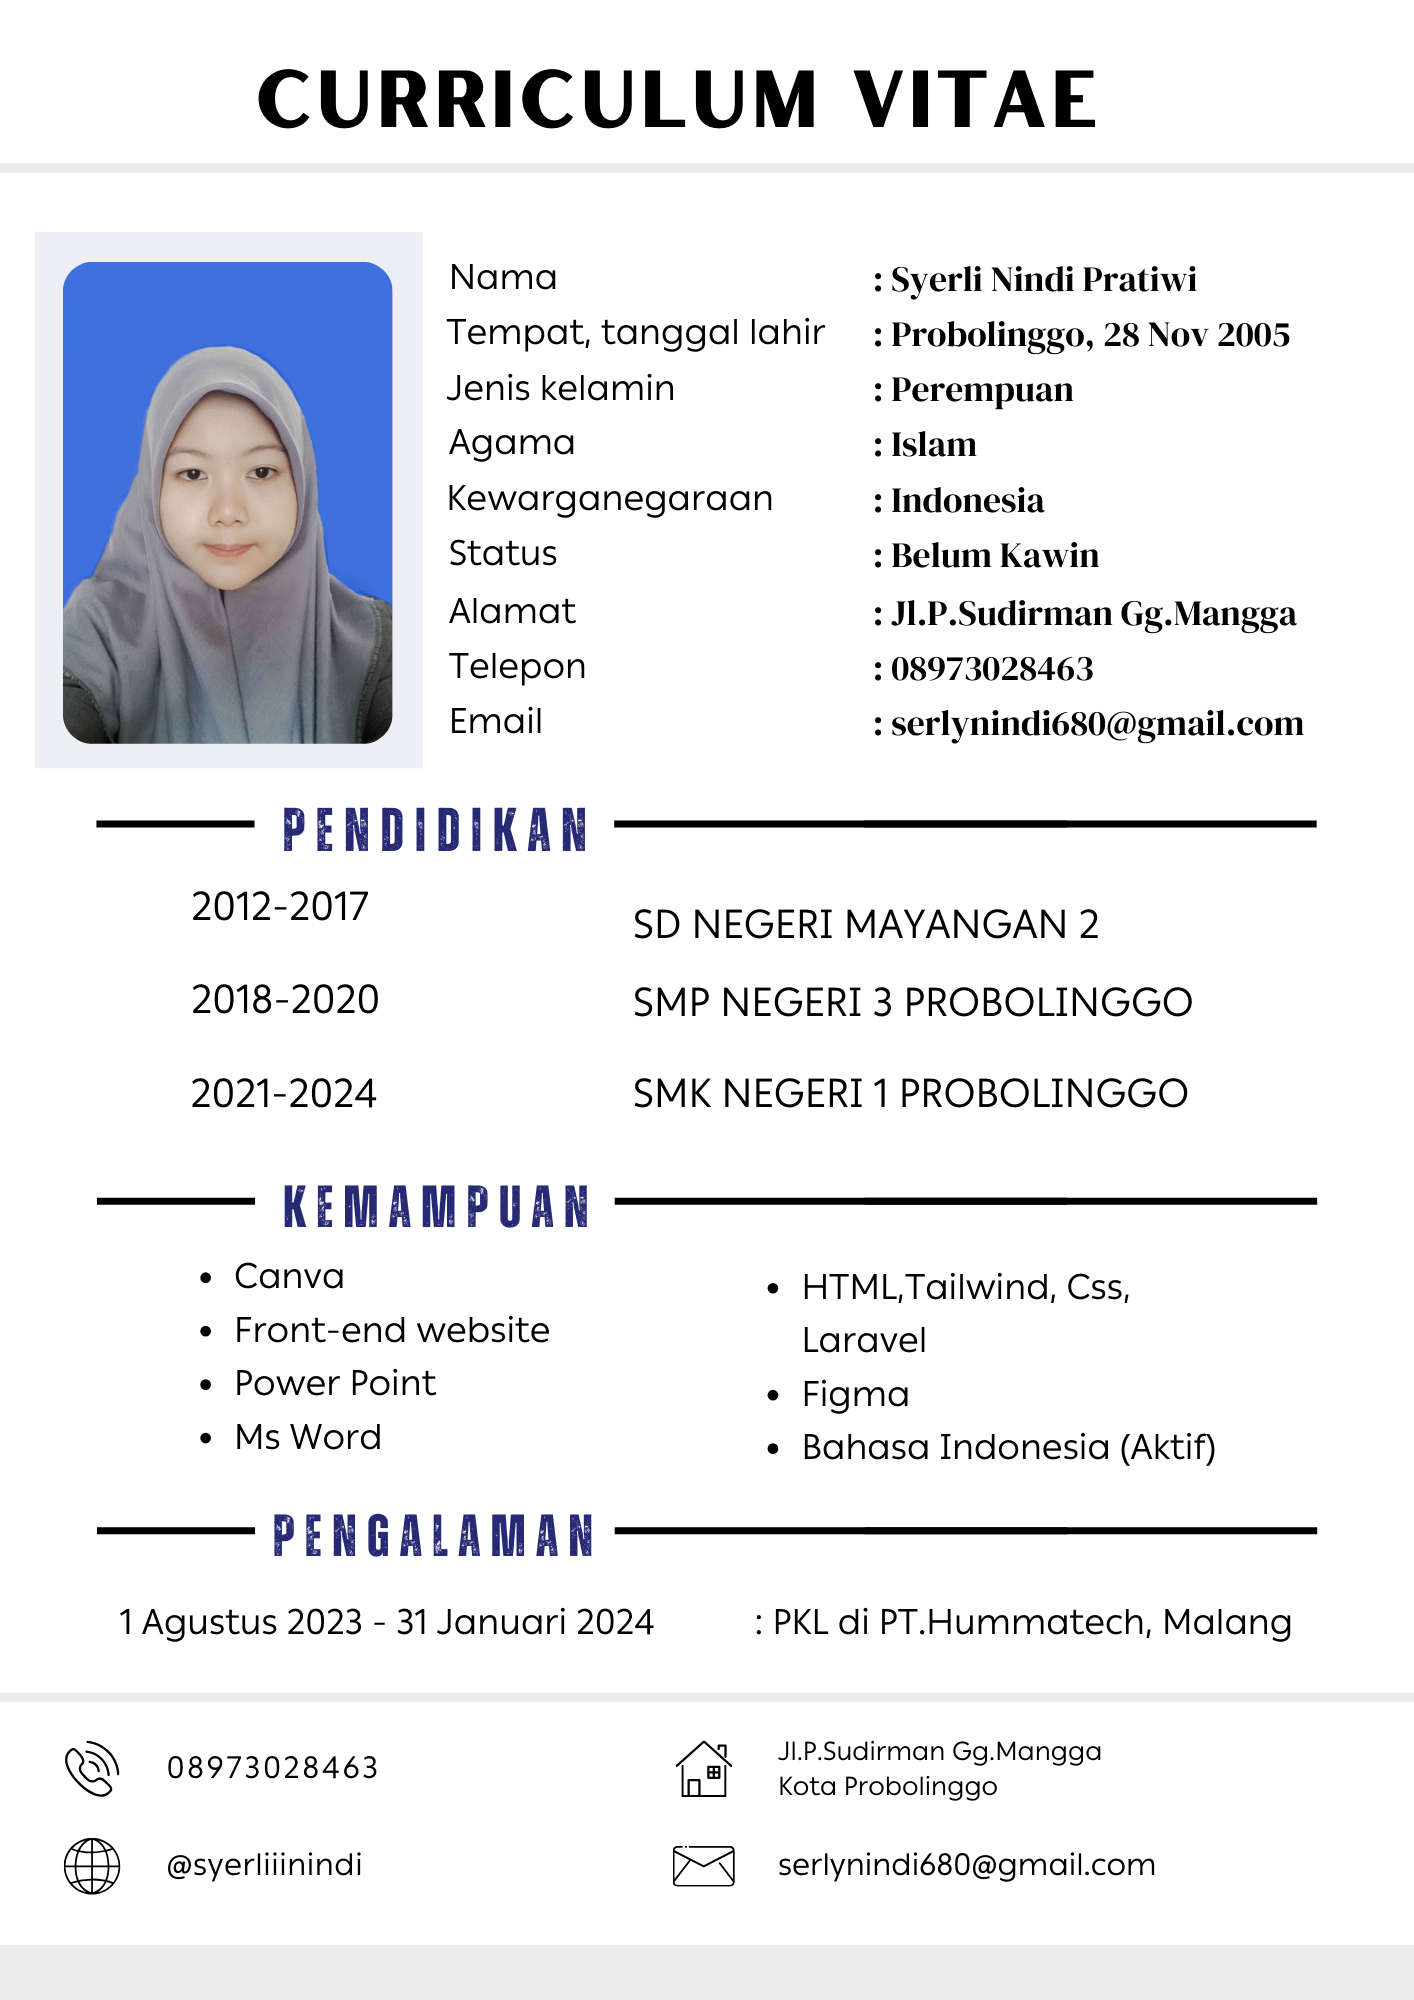 CURRICULUM VITAE
Nama : Syerli Nindi Pratiwi
Tempat, tanggal lahir : Probolinggo, 28 Nov 2005
Jenis kelamin : Perempuan
Agama : Islam
Kewarganegaraan : Indonesia
Status : Belum Kawin
Alamat : Jl.P.Sudirman Gg.Mangga
Telepon : 08973028463
Email : serlynindi680@gmail.com
PENDIDIKAN
2012-2017 SD NEGERI MAYANGAN 2
2018-2020 SMP NEGERI 3 PROBOLINGGO
2021-2024 SMK NEGERI 1 PROBOLINGGO
KEMAMPUAN
• Canva
• Front-end website
• Power Point
• Ms Word
• HTML,Tailwind, Css,
Laravel
• Figma
• Bahasa Indonesia (Aktif)
PENGALAMAN
1 Agustus 2023 - 31 Januari 2024 : PKL di PT.Hummatech, Malang
08973028463
Jl.P.Sudirman Gg.Mangga
Kota Probolinggo
@syerliiinindi
serlynindi680@gmail.com